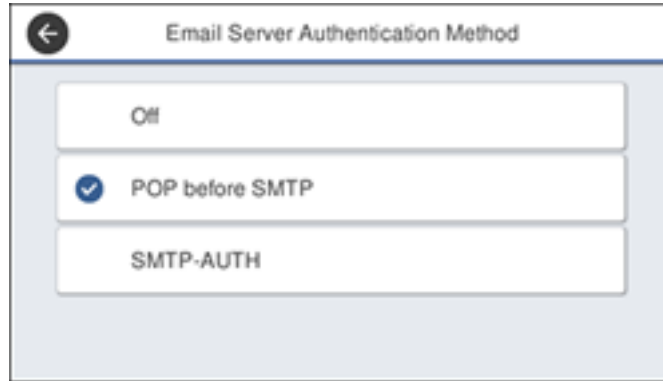 Email Server Authentication Method
Off
POP before SMTP
SMTP-AUTH